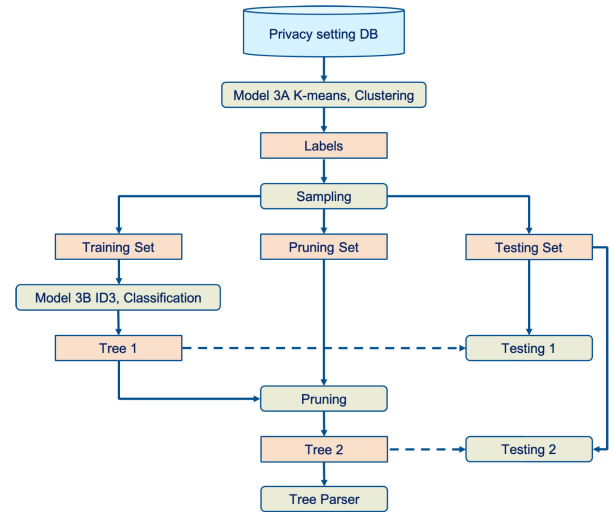 Privacy setting DB
Model 3A K-means, Clustering
Labels
Sampling
Training Set
Pruning Set
Testing Set
Model 3B ID3, Classification
Tree 1
Testing 1
Pruning
Tree 2
Testing 2
Tree Parser